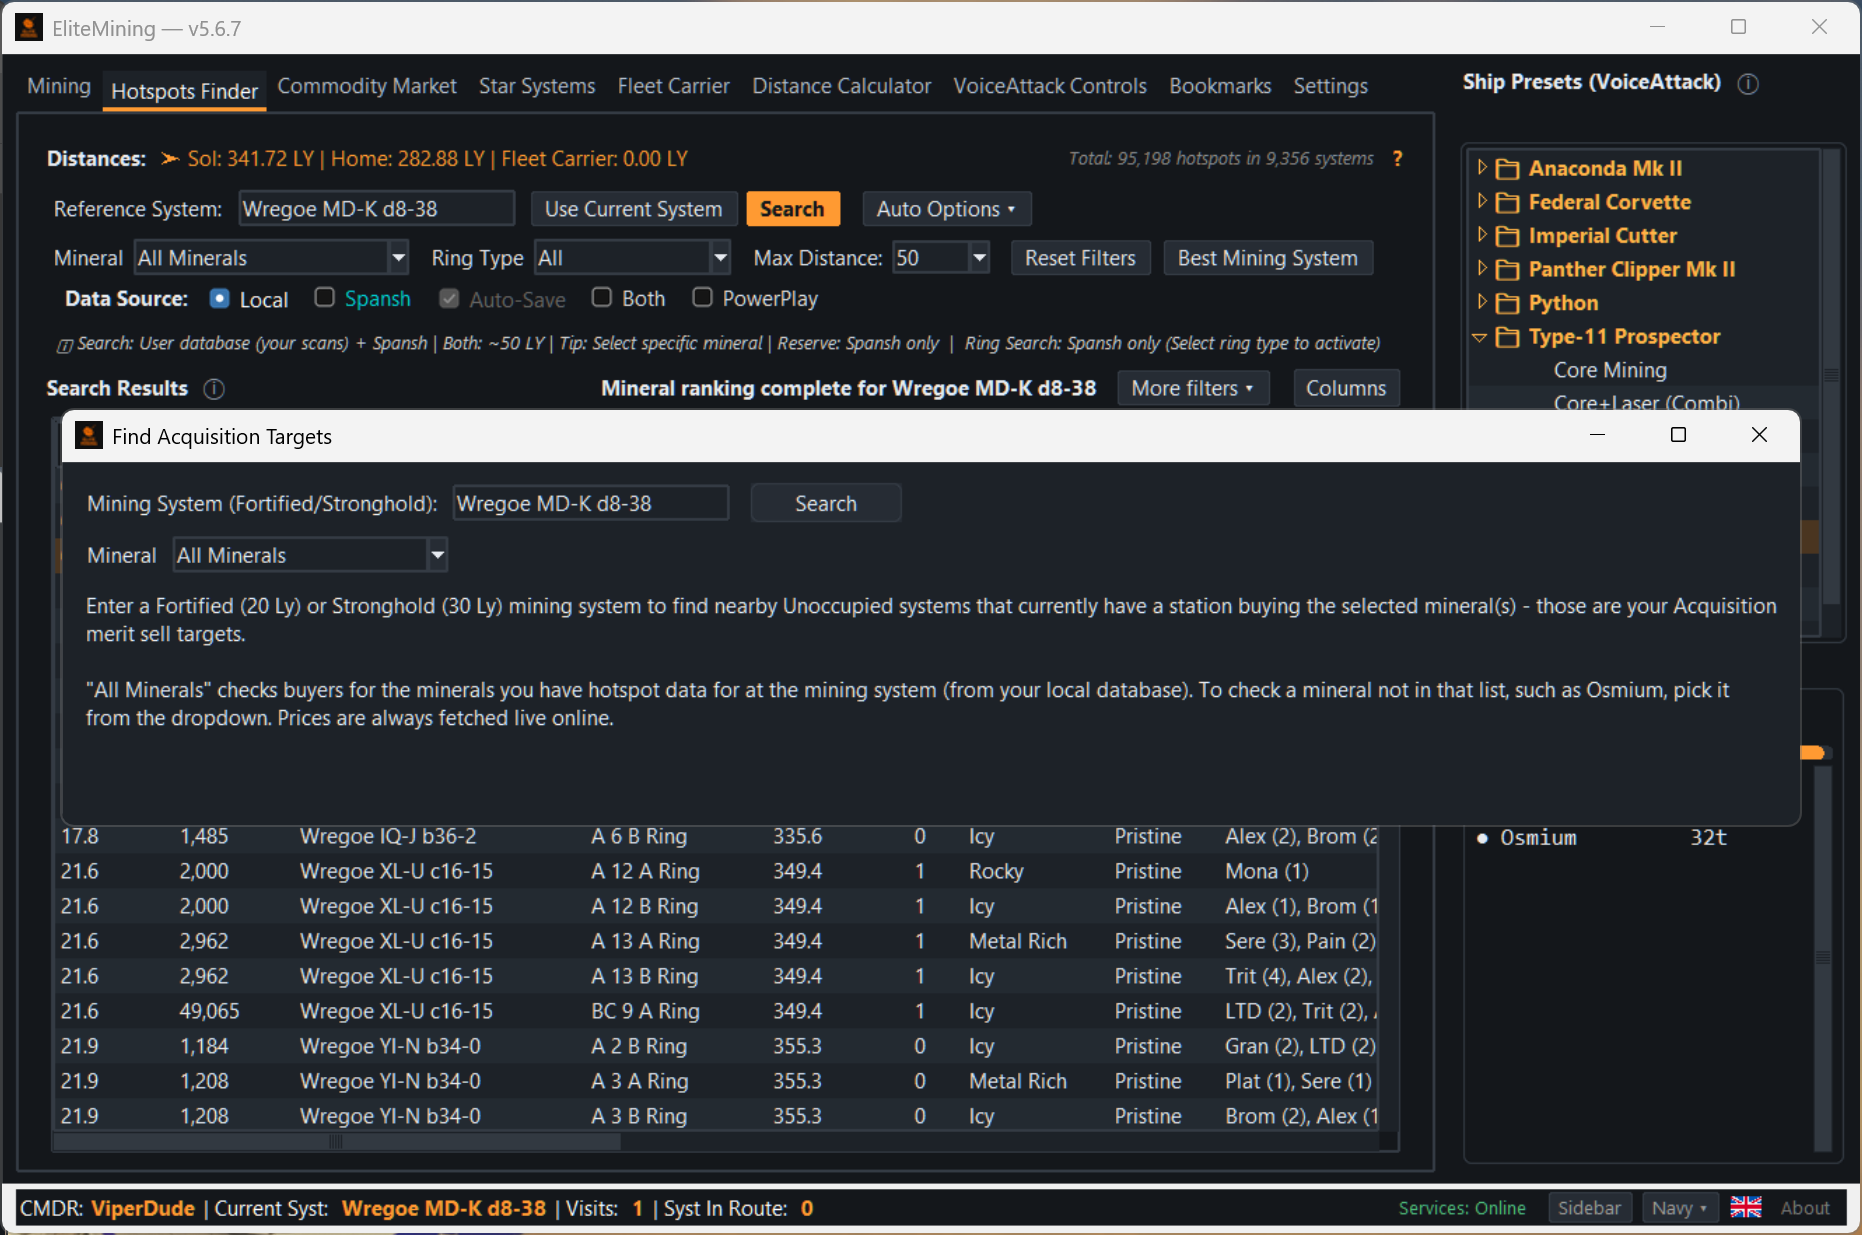 EliteMining — v5.6.7
Mining Hotspots Finder Commodity Market Star Systems Fleet Carrier Distance Calculator VoiceAttack Controls Bookmarks Settings
Ship Presets (VoiceAttack)
Distances: Sol: 341.72 LY | Home: 282.88 LY | Fleet Carrier: 0.00 LY
Total: 95,198 hotspots in 9,356 systems ?
Reference System: Wregoe MD-K d8-38 Use Current System Search Auto Options
Mineral All Minerals Ring Type All Max Distance: 50 Reset Filters Best Mining System
Data Source: Local Spansh Auto-Save Both PowerPlay
Search: User database (your scans) + Spansh | Both: ~50 LY | Tip: Select specific mineral | Reserve: Spansh only | Ring Search: Spansh only (Select ring type to activate)
Search Results Mineral ranking complete for Wregoe MD-K d8-38 More filters Columns
Anaconda Mk II
Federal Corvette
Imperial Cutter
Panther Clipper Mk II
Python
Type-11 Prospector
Core Mining
Core+Laser (Combi)
Find Acquisition Targets
Mining System (Fortified/Stronghold): Wregoe MD-K d8-38 Search
Mineral All Minerals
Enter a Fortified (20 Ly) or Stronghold (30 Ly) mining system to find nearby Unoccupied systems that currently have a station buying the selected mineral(s) - those are your Acquisition
merit sell targets.
"All Minerals" checks buyers for the minerals you have hotspot data for at the mining system (from your local database). To check a mineral not in that list, such as Osmium, pick it
from the dropdown. Prices are always fetched live online.
17.8 1,485 Wregoe IQ-J b36-2 A 6 B Ring 335.6 0 Icy Pristine Alex (2), Brom (2
21.6 2,000 Wregoe XL-U c16-15 A 12 A Ring 349.4 1 Rocky Pristine Mona (1)
21.6 2,000 Wregoe XL-U c16-15 A 12 B Ring 349.4 1 Icy Pristine Alex (1), Brom (1
21.6 2,962 Wregoe XL-U c16-15 A 13 A Ring 349.4 1 Metal Rich Pristine Sere (3), Pain (2)
21.6 2,962 Wregoe XL-U c16-15 A 13 B Ring 349.4 1 Icy Pristine Trit (4), Alex (2),
21.6 49,065 Wregoe XL-U c16-15 BC 9 A Ring 349.4 1 Icy Pristine LTD (2), Trit (2),
21.9 1,184 Wregoe YI-N b34-0 A 2 B Ring 355.3 0 Icy Pristine Gran (2), LTD (2)
21.9 1,208 Wregoe YI-N b34-0 A 3 A Ring 355.3 0 Metal Rich Pristine Plat (1), Sere (1)
21.9 1,208 Wregoe YI-N b34-0 A 3 B Ring 355.3 0 Icy Pristine Brom (2), Alex (1
Osmium 32t
CMDR: ViperDude | Current Syst: Wregoe MD-K d8-38 | Visits: 1 | Syst In Route: 0
Services: Online Sidebar Navy About